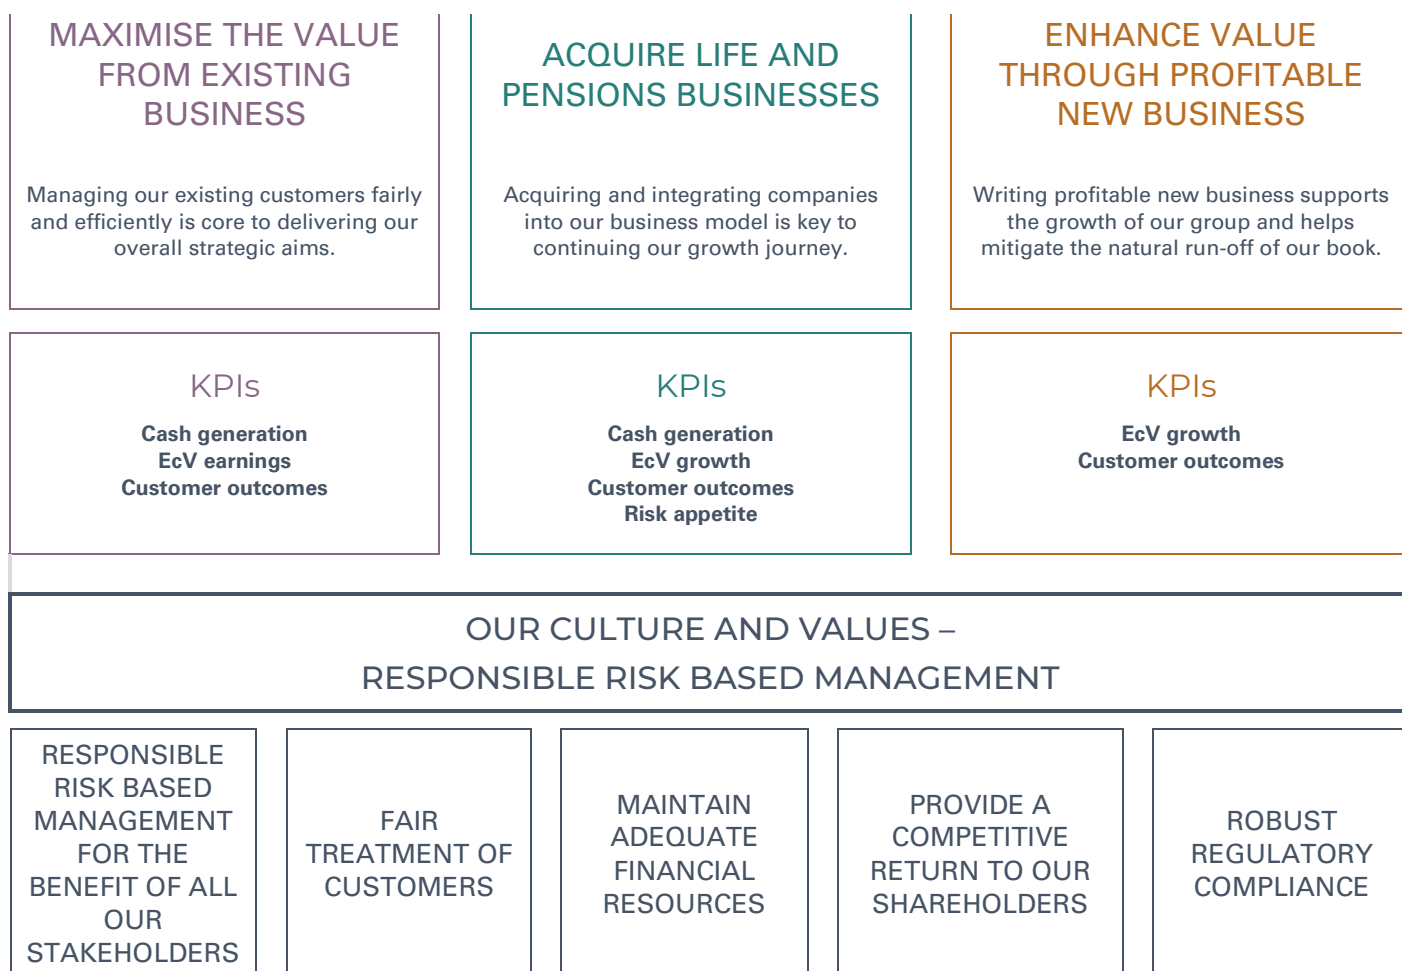 MAXIMISE THE VALUE
FROM EXISTING
BUSINESS
Managing our existing customers fairly
and efficiently is core to delivering our
overall strategic aims.
ACQUIRE LIFE AND
PENSIONS BUSINESSES
Acquiring and integrating companies
into our business model is key to
continuing our growth journey.
ENHANCE VALUE
THROUGH PROFITABLE
NEW BUSINESS
Writing profitable new business supports
the growth of our group and helps
mitigate the natural run-off of our book.
KPIs
Cash generation
EcV earnings
Customer outcomes
KPIs
Cash generation
EcV growth
Customer outcomes
Risk appetite
KPIs
EcV growth
Customer outcomes
OUR CULTURE AND VALUES –
RESPONSIBLE RISK BASED MANAGEMENT
RESPONSIBLE
RISK BASED
MANAGEMENT
FOR THE
BENEFIT OF ALL
OUR
STAKEHOLDERS
FAIR
TREATMENT OF
CUSTOMERS
MAINTAIN
ADEQUATE
FINANCIAL
RESOURCES
PROVIDE A
COMPETITIVE
RETURN TO OUR
SHAREHOLDERS
ROBUST
REGULATORY
COMPLIANCE